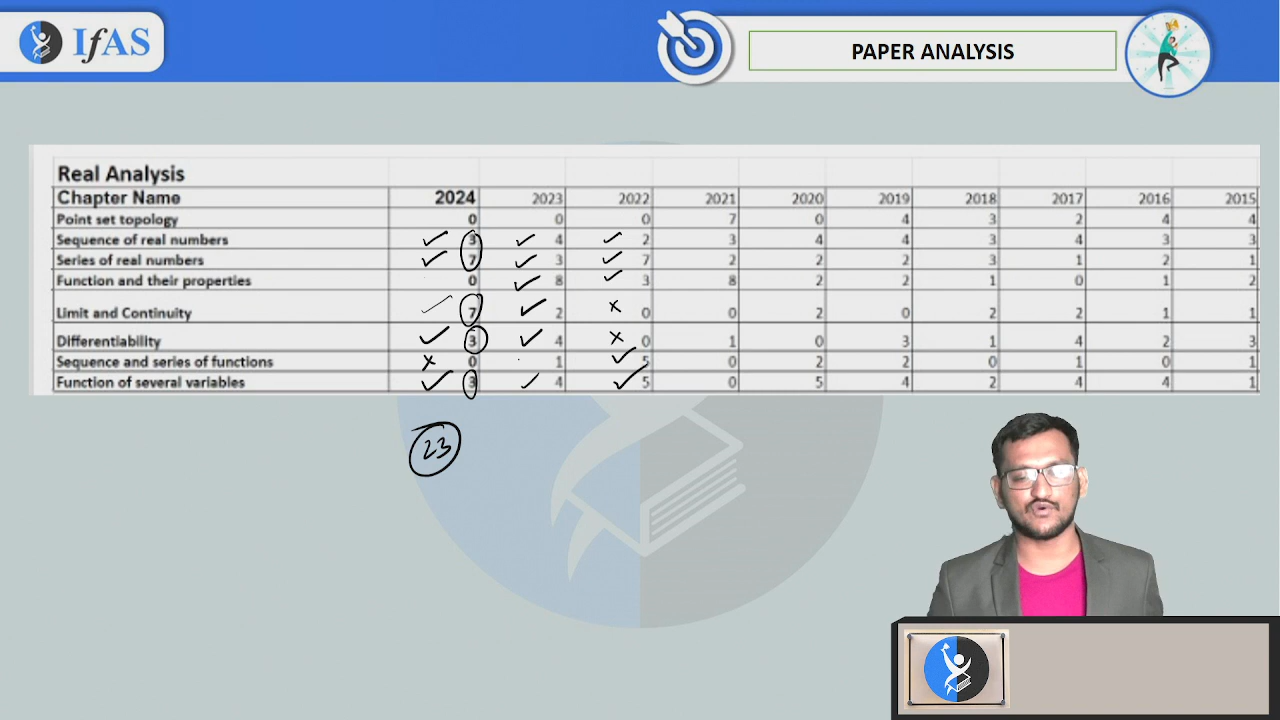 IfAS
PAPER ANALYSIS
Real Analysis
Chapter Name 2024 2023 2022 2021 2020 2019 2018 2017 2016 2015
Point set topology 0 0 0 7 0 4 3 2 4 4
Sequence of real numbers 3 4 2 3 4 4 3 4 3 3
Series of real numbers 7 3 7 2 2 2 3 1 2 1
Function and their properties 0 8 3 8 2 2 1 0 1 2
Limit and Continuity 7 2 0 0 2 0 2 2 1 1
Differentiability 3 4 0 1 0 3 1 4 2 3
Sequence and series of functions 0 1 5 0 2 2 0 1 0 1
Function of several variables 3 4 5 0 5 4 2 4 4 1
23